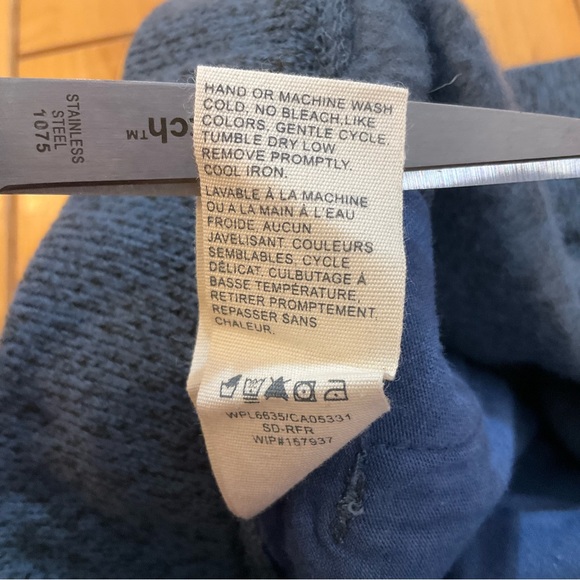 HAND OR MACHINE WASH
COLD. NO BLEACH.LIKE
COLORS, GENTLE CYCLE,
TUMBLE DRY LOW
REMOVE PROMPTLY.
COOL IRON.
LAVABLE À LA MACHINE
OU A LA MAIN À L'EAU
FROIDE, AUCUN
JAVELISANT COULEURS
SEMBLABLES, CYCLE
DÉLICAT. CULBUTAGE À
BASSE TEMPÉRATURE,
RETIRER PROMPTEMENT.
REPASSER SANS
CHALEUR.
WPL6635/CA05331
SD-RFR
WIP#157937
STAINLESS
STEEL
1075
tch™